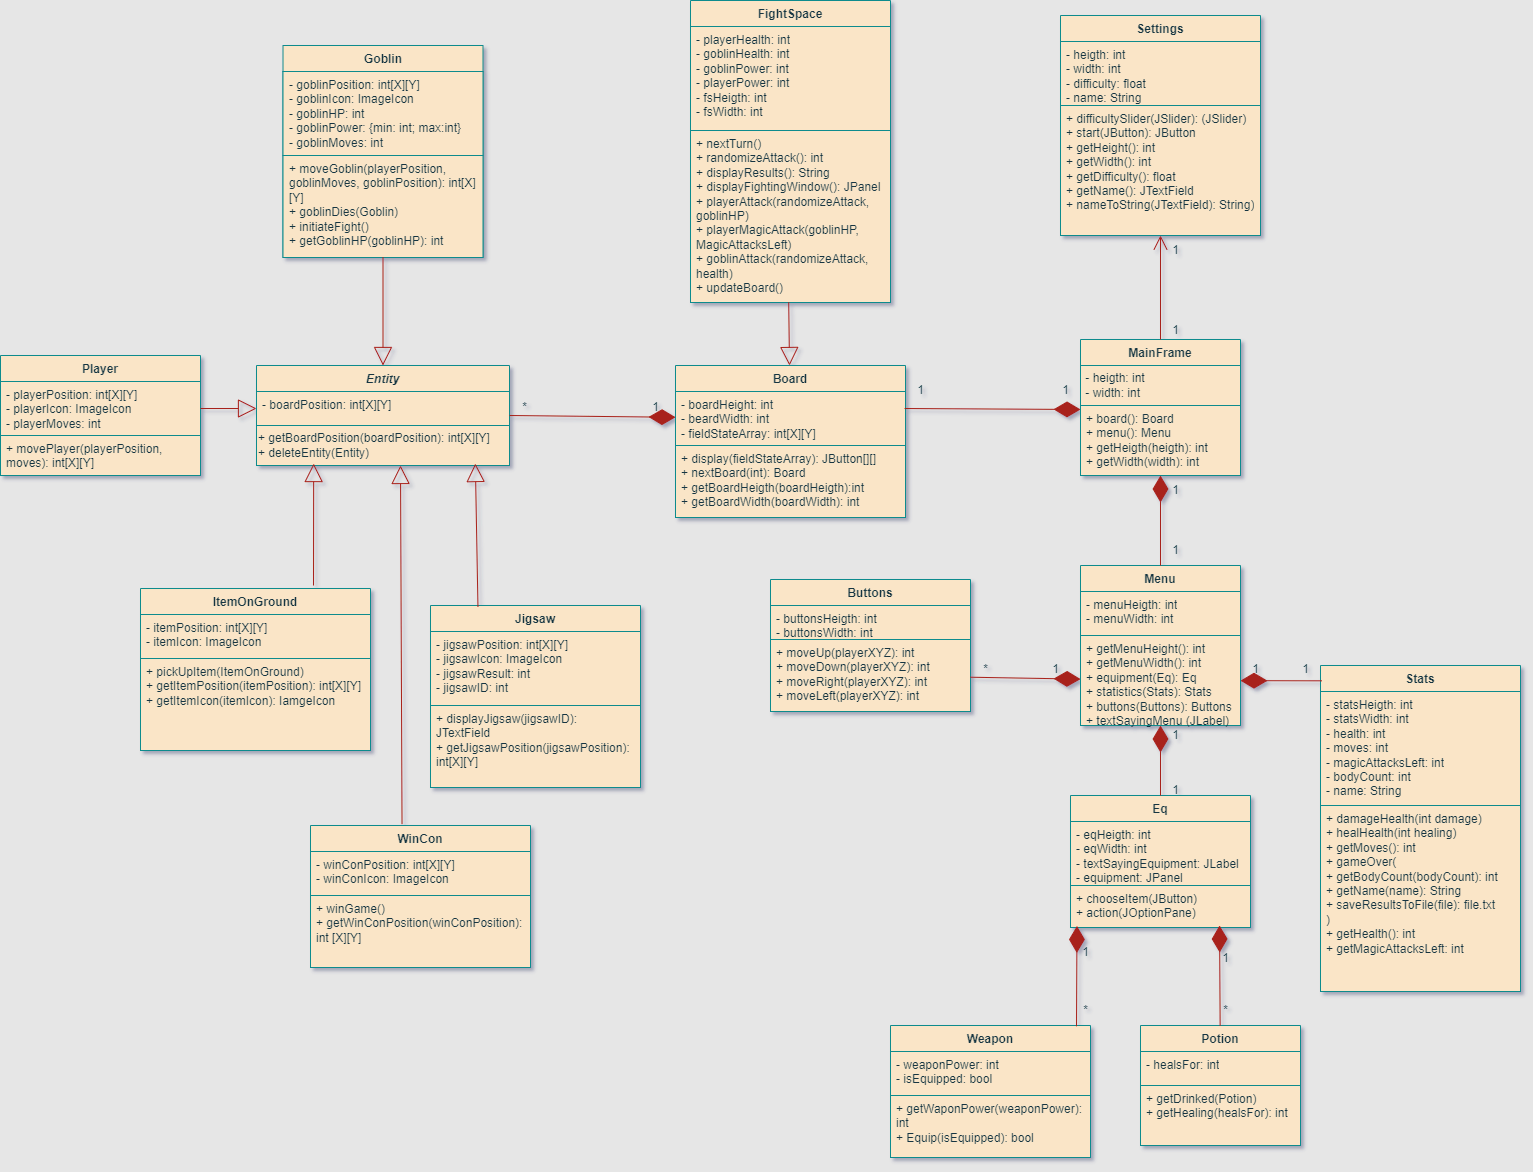 FightSpace
- playerHealth: int
- goblinHealth: int
- goblinPower: int
- playerPower: int
- fsHeigth: int
- fsWidth: int
+ nextTurn()
+ randomizeAttack(): int
+ displayResults(): String
+ displayFightingWindow(): JPanel
+ playerAttack(randomizeAttack,
goblinHP)
+ playerMagicAttack(goblinHP,
MagicAttacksLeft)
+ goblinAttack(randomizeAttack,
health)
+ updateBoard()
Settings
- heigth: int
- width: int
- difficulty: float
- name: String
+ difficultySlider(JSlider): (JSlider)
+ start(JButton): JButton
+ getHeight(): int
+ getWidth(): int
+ getDifficulty(): float
+ getName(): JTextField
+ nameToString(JTextField): String)
1
1
Goblin
- goblinPosition: int[X][Y]
- goblinIcon: ImageIcon
- goblinHP: int
- goblinPower: {min: int; max:int}
- goblinMoves: int
+ moveGoblin(playerPosition,
goblinMoves, goblinPosition): int[X]
[Y]
+ goblinDies(Goblin)
+ initiateFight()
+ getGoblinHP(goblinHP): int
Player
- playerPosition: int[X][Y]
- playerIcon: ImageIcon
- playerMoves: int
+ movePlayer(playerPosition,
moves): int[X][Y]
Entity
- boardPosition: int[X][Y]
+ getBoardPosition(boardPosition): int[X][Y]
+ deleteEntity(Entity)
*
1
Board
- boardHeight: int
- beardWidth: int
- fieldStateArray: int[X][Y]
+ display(fieldStateArray): JButton[][]
+ nextBoard(int): Board
+ getBoardHeigth(boardHeigth):int
+ getBoardWidth(boardWidth): int
1
1
MainFrame
- heigth: int
- width: int
+ board(): Board
+ menu(): Menu
+ getHeigth(heigth): int
+ getWidth(width): int
1
1
ItemOnGround
- itemPosition: int[X][Y]
- itemIcon: ImageIcon
+ pickUpItem(ItemOnGround)
+ getItemPosition(itemPosition): int[X][Y]
+ getItemIcon(itemIcon): IamgeIcon
Jigsaw
- jigsawPosition: int[X][Y]
- jigsawIcon: ImageIcon
- jigsawResult: int
- jigsawID: int
+ displayJigsaw(jigsawID):
JTextField
+ getJigsawPosition(jigsawPosition):
int[X][Y]
Buttons
- buttonsHeigth: int
- buttonsWidth: int
+ moveUp(playerXYZ): int
+ moveDown(playerXYZ): int
+ moveRight(playerXYZ): int
+ moveLeft(playerXYZ): int
*
1
Menu
- menuHeigth: int
- menuWidth: int
+ getMenuHeight(): int
+ getMenuWidth(): int
+ equipment(Eq): Eq
+ statistics(Stats): Stats
+ buttons(Buttons): Buttons
+ textSayingMenu (JLabel)
1
1
Stats
- statsHeigth: int
- statsWidth: int
- health: int
- moves: int
- magicAttacksLeft: int
- bodyCount: int
- name: String
+ damageHealth(int damage)
+ healHealth(int healing)
+ getMoves(): int
+ gameOver(
+ getBodyCount(bodyCount): int
+ getName(name): String
+ saveResultsToFile(file): file.txt
)
+ getHealth(): int
+ getMagicAttacksLeft: int
1
1
WinCon
- winConPosition: int[X][Y]
- winConIcon: ImageIcon
+ winGame()
+ getWinConPosition(winConPosition):
int [X][Y]
Eq
- eqHeigth: int
- eqWidth: int
- textSayingEquipment: JLabel
- equipment: JPanel
+ chooseItem(JButton)
+ action(JOptionPane)
1
1
*
*
Weapon
- weaponPower: int
- isEquipped: bool
+ getWaponPower(weaponPower):
int
+ Equip(isEquipped): bool
Potion
- healsFor: int
+ getDrinked(Potion)
+ getHealing(healsFor): int